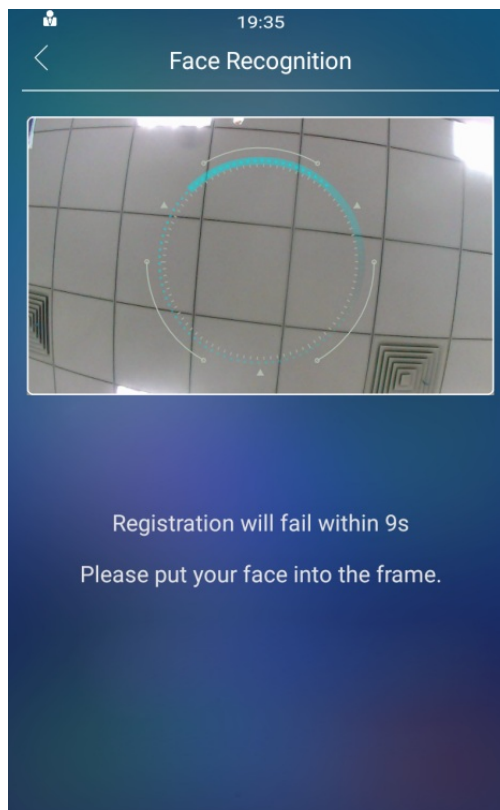 19:35
Face Recognition
Registration will fail within 9s
Please put your face into the frame.